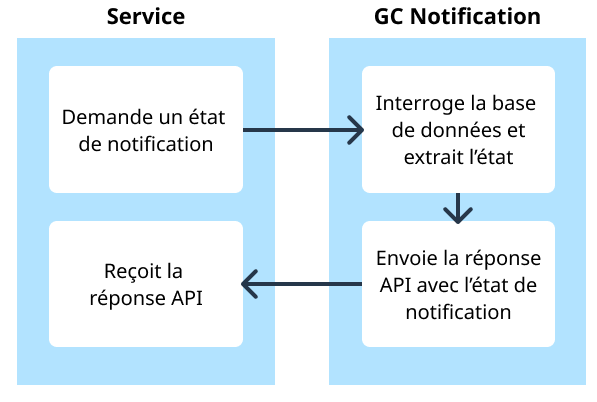 Service
GC Notification
Demande un état
de notification
Interroge la base
de données et
extrait l’état
Envoie la réponse
API avec l’état de
notification
Reçoit la
réponse API